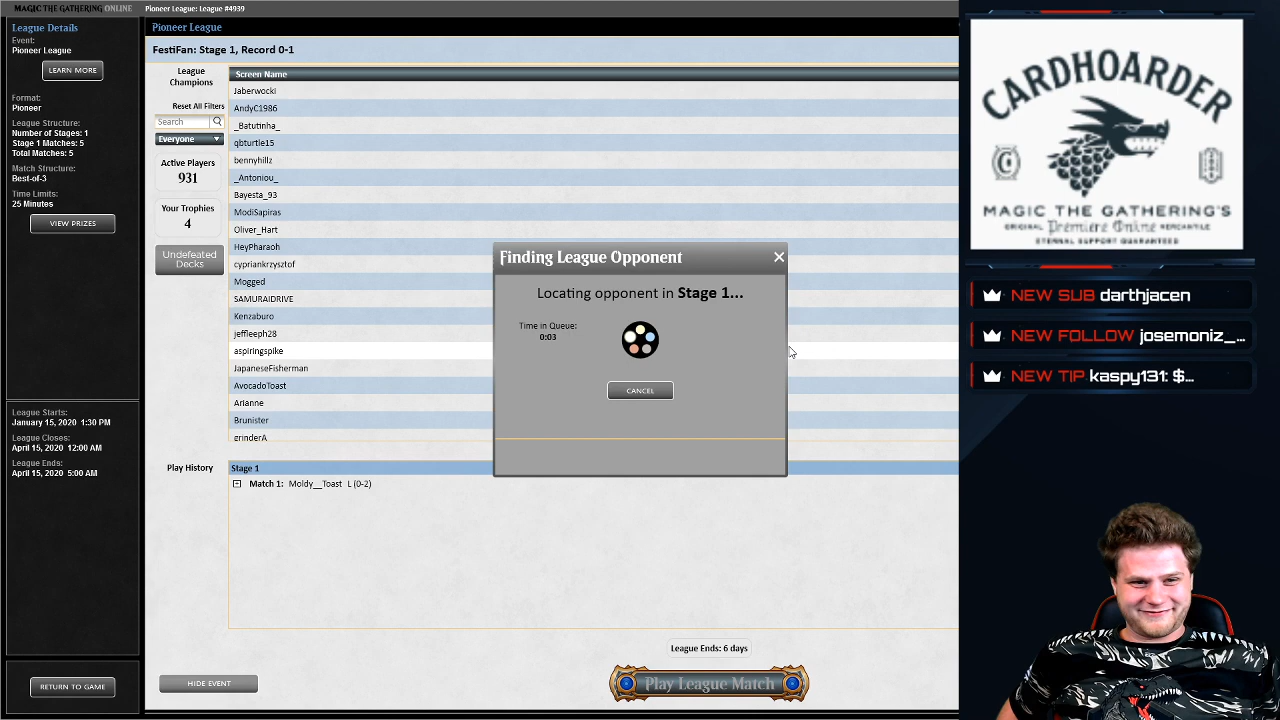 MAGIC THE GATHERING ONLINE
Pioneer League: League #4939
League Details
Event:
Pioneer League
LEARN MORE
Format:
Pioneer
League Structure:
Number of Stages: 1
Stage 1 Matches: 5
Total Matches: 5
Match Structure:
Best-of-3
Time Limits:
25 Minutes
VIEW PRIZES
League Starts:
January 15, 2020 1:30 PM
League Closes:
April 15, 2020 12:00 AM
League Ends:
April 15, 2020 5:00 AM
RETURN TO GAME
Pioneer League
FestiFan: Stage 1, Record 0-1
League
Champions
Reset All Filters
Search
Everyone
Active Players
931
Your Trophies
4
Undefeated
Decks
Screen Name
Jaberwocki
AndyC1986
_Batutinha_
qbturtle15
bennyhillz
_Antoniou_
Bayesta_93
ModiSapiras
Oliver_Hart
HeyPharaoh
cypriankrzysztof
Mogged
SAMURAIDRIVE
Kenzaburo
jeffleeph28
aspiringspike
JapaneseFisherman
AvocadoToast
Arianne
Brunister
grinderA
Finding League Opponent
Locating opponent in Stage 1...
Time in Queue:
0:03
CANCEL
Play History
Stage 1
Match 1: Moldy__Toast L (0-2)
League Ends: 6 days
HIDE EVENT
Play League Match
CARDHOARDER
MAGIC THE GATHERING'S
ORIGINAL Premiere Online MERCANTILE
ETERNAL SUPPORT GUARANTEED
NEW SUB darthjacen
NEW FOLLOW josemoniz_...
NEW TIP kaspy131: $...